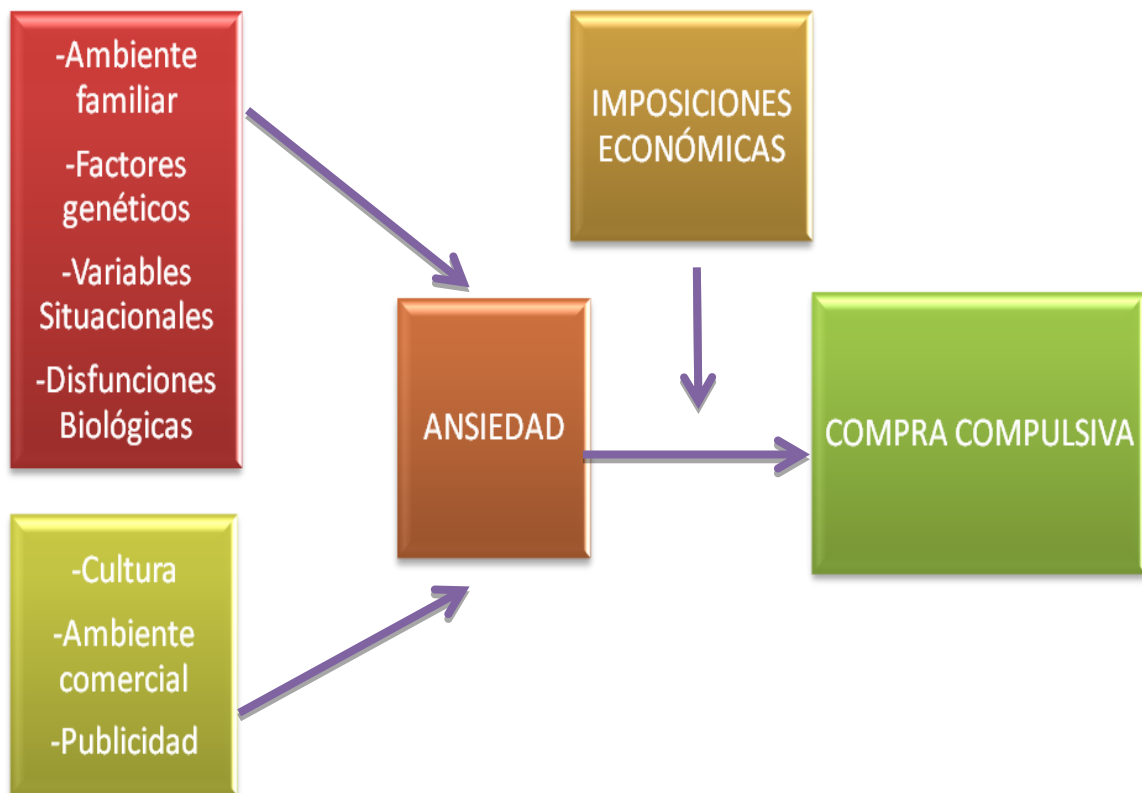 -Ambiente
familiar
-Factores
genéticos
-Variables
Situacionales
-Disfunciones
Biológicas
IMPOSICIONES
ECONÓMICAS
ANSIEDAD
COMPRA COMPULSIVA
-Cultura
-Ambiente
comercial
-Publicidad